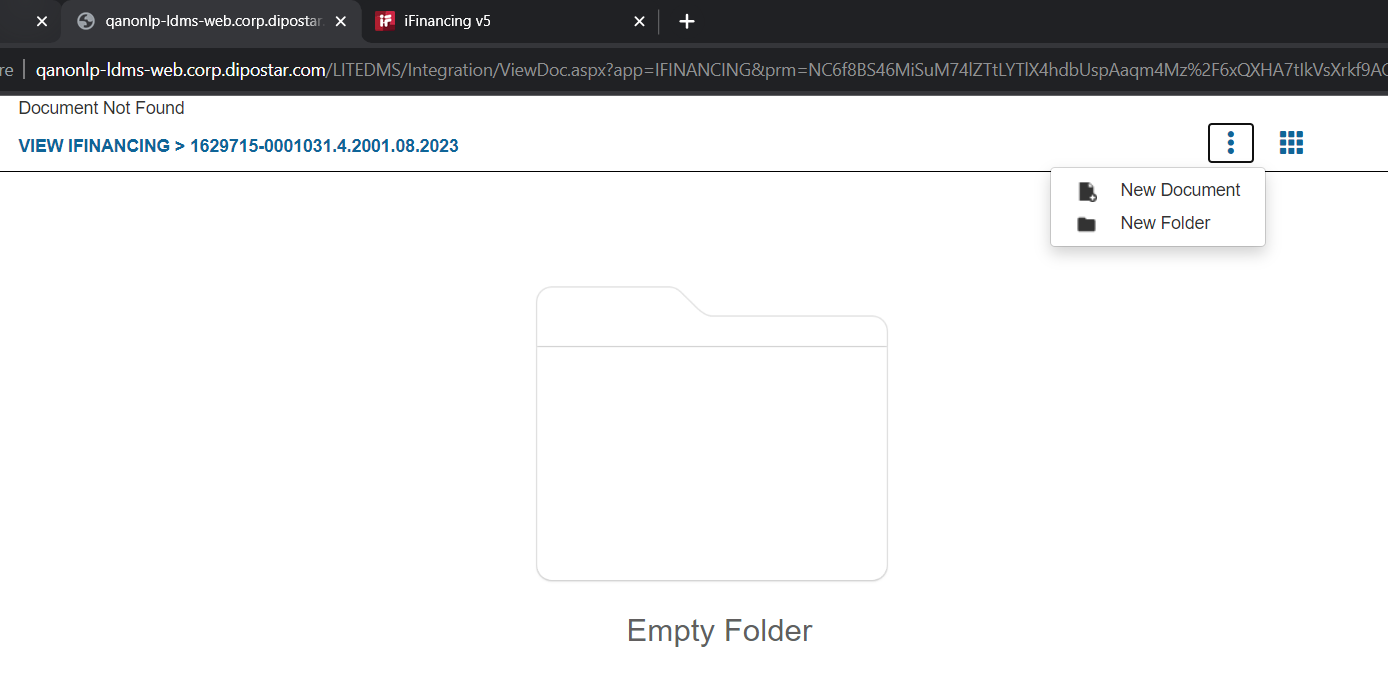 qanonlp-ldms-web.corp.dipostar. iFinancing v5
re qanonlp-ldms-web.corp.dipostar.com/LITEDMS/Integration/ViewDoc.aspx?app=IFINANCING&prm=NC6f8BS46MiSuM74lZTtLYTlX4hdbUspAaqm4Mz%2F6xQXHA7tIkVsXrkf9AC
Document Not Found
VIEW IFINANCING > 1629715-0001031.4.2001.08.2023
New Document
New Folder
Empty Folder